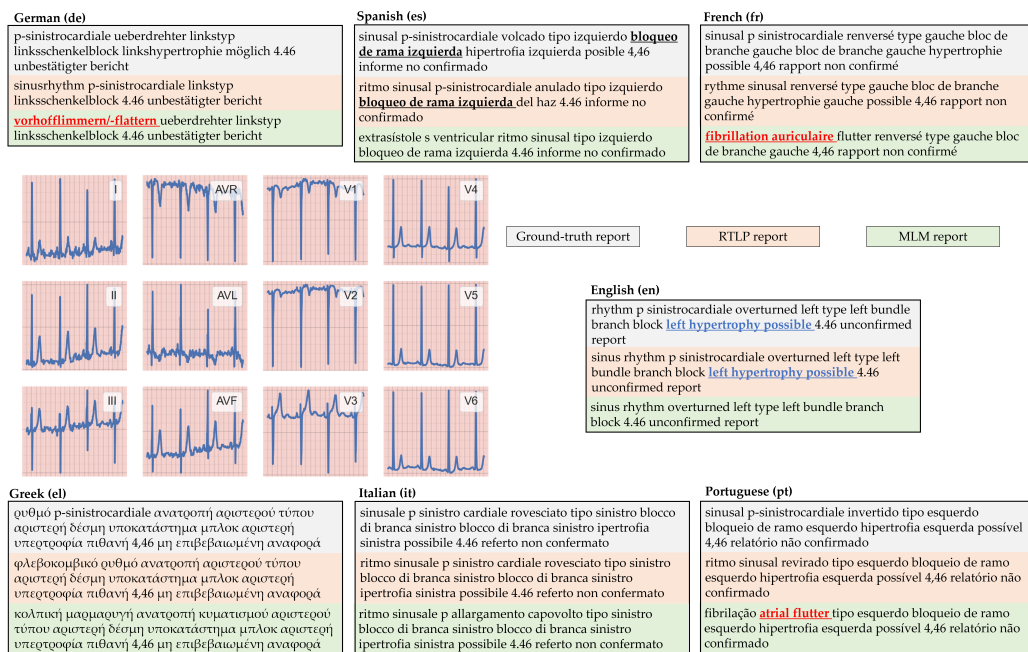 German (de)
p-sinistrocardiale ueberdrehter linkstyp
linksschenkelblock linkshypertrophie möglich 4.46
unbestätigter bericht
sinusrhythm p-sinistrocardiale linkstyp
linksschenkelblock 4.46 unbestätigter bericht
vorhofflimmern/-flattern ueberdrehter linkstyp
linksschenkelblock 4.46 unbestätigter bericht
Spanish (es)
sinusal p sinistrocardiale volcado tipo izquierdo bloqueo
de rama izquierda hipertrofia izquierda posible 4,46
informe no confirmado
ritmo sinusal p-sinistrocardiale anulado tipo izquierdo
bloqueo de rama izquierda del haz 4.46 informe no
confirmado
extrasístole s ventricular ritmo sinusal tipo izquierdo
bloqueo de rama izquierda 4.46 informe no confirmado
French (fr)
sinusal p sinistrocardiale renversé type gauche bloc de
branche gauche bloc de branche gauche hypertrophie
possible 4,46 rapport non confirmé
rythme sinusal renversé type gauche bloc de branche
gauche hypertrophie gauche possible 4,46 rapport non
confirmé
fibrillation auriculaire flutter renversé type gauche bloc
de branche gauche 4,46 rapport non confirmé
I
AVR
V1
V4
II
AVL
V2
V5
III
AVF
V3
V6
Ground-truth report
RTLP report
MLM report
English (en)
rhythm p sinistrocardiale overturned left type left bundle
branch block left hypertrophy possible 4.46 unconfirmed
report
sinus rhythm p sinistrocardiale overturned left type left
bundle branch block left hypertrophy possible 4.46
unconfirmed report
sinus rhythm overturned left type left bundle branch
block 4.46 unconfirmed report
Greek (el)
ρυθμό p-sinistrocardiale ανατροπή αριστερού τύπου
αριστερή δέσμη υποκατάστημα μπλοκ αριστερή
υπερτροφία πιθανή 4,46 μη επιβεβαιωμένη αναφορά
φλεβοκομβικό ρυθμό ανατροπή αριστερού τύπου
αριστερή δέσμη υποκατάστημα μπλοκ αριστερή
υπερτροφία πιθανή 4,46 μη επιβεβαιωμένη αναφορά
κολπική μαρμαρυγή ανατροπή κυματισμού αριστερού
τύπου αριστερή δέσμη υποκατάστημα μπλοκ αριστερή
υπερτροφία πιθανή 4,46 μη επιβεβαιωμένη αναφορά
Italian (it)
sinusale p sinistro cardiale rovesciato tipo sinistro blocco
di branca sinistro blocco di branca sinistro ipertrofia
sinistra possibile 4.46 referto non confermato
ritmo sinusale p sinistro cardiale rovesciato tipo sinistro
blocco di branca sinistro blocco di branca sinistro
ipertrofia sinistra possibile 4.46 referto non confermato
ritmo sinusale p allargamento capovolto tipo sinistro
blocco di branca sinistro blocco di branca sinistro
ipertrofia sinistra possibile 4.46 referto non confermato
Portuguese (pt)
sinusal p-sinistrocardiale invertido tipo esquerdo
bloqueio de ramo esquerdo hipertrofia esquerda possível
4,46 relatório não confirmado
ritmo sinusal revirado tipo esquerdo bloqueio de ramo
esquerdo hipertrofia esquerda possível 4,46 relatório não
confirmado
fibrilação atrial flutter tipo esquerdo bloqueio de ramo
esquerdo hipertrofia esquerda possível 4,46 relatório não
confirmado